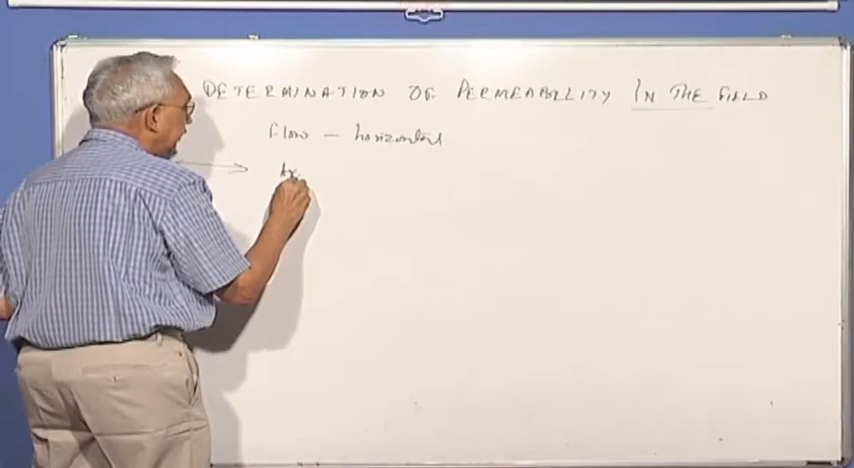 DETERMINATION OF PERMEABILITY IN THE FIELD
Flow — horizontal